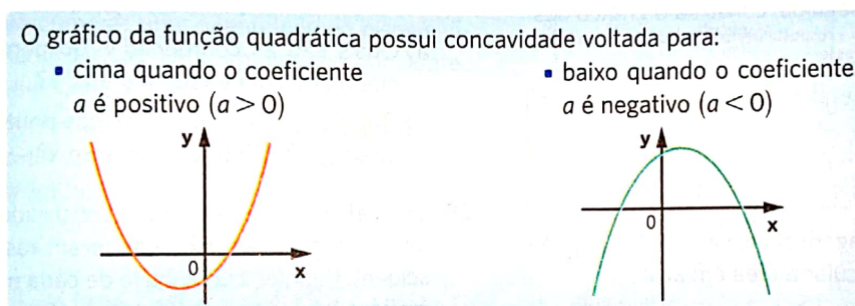 O gráfico da função quadrática possui concavidade voltada para:
▪ cima quando o coeficiente
a é positivo (a > 0)
▪ baixo quando o coeficiente
a é negativo (a < 0)
y
0
x
y
0
x